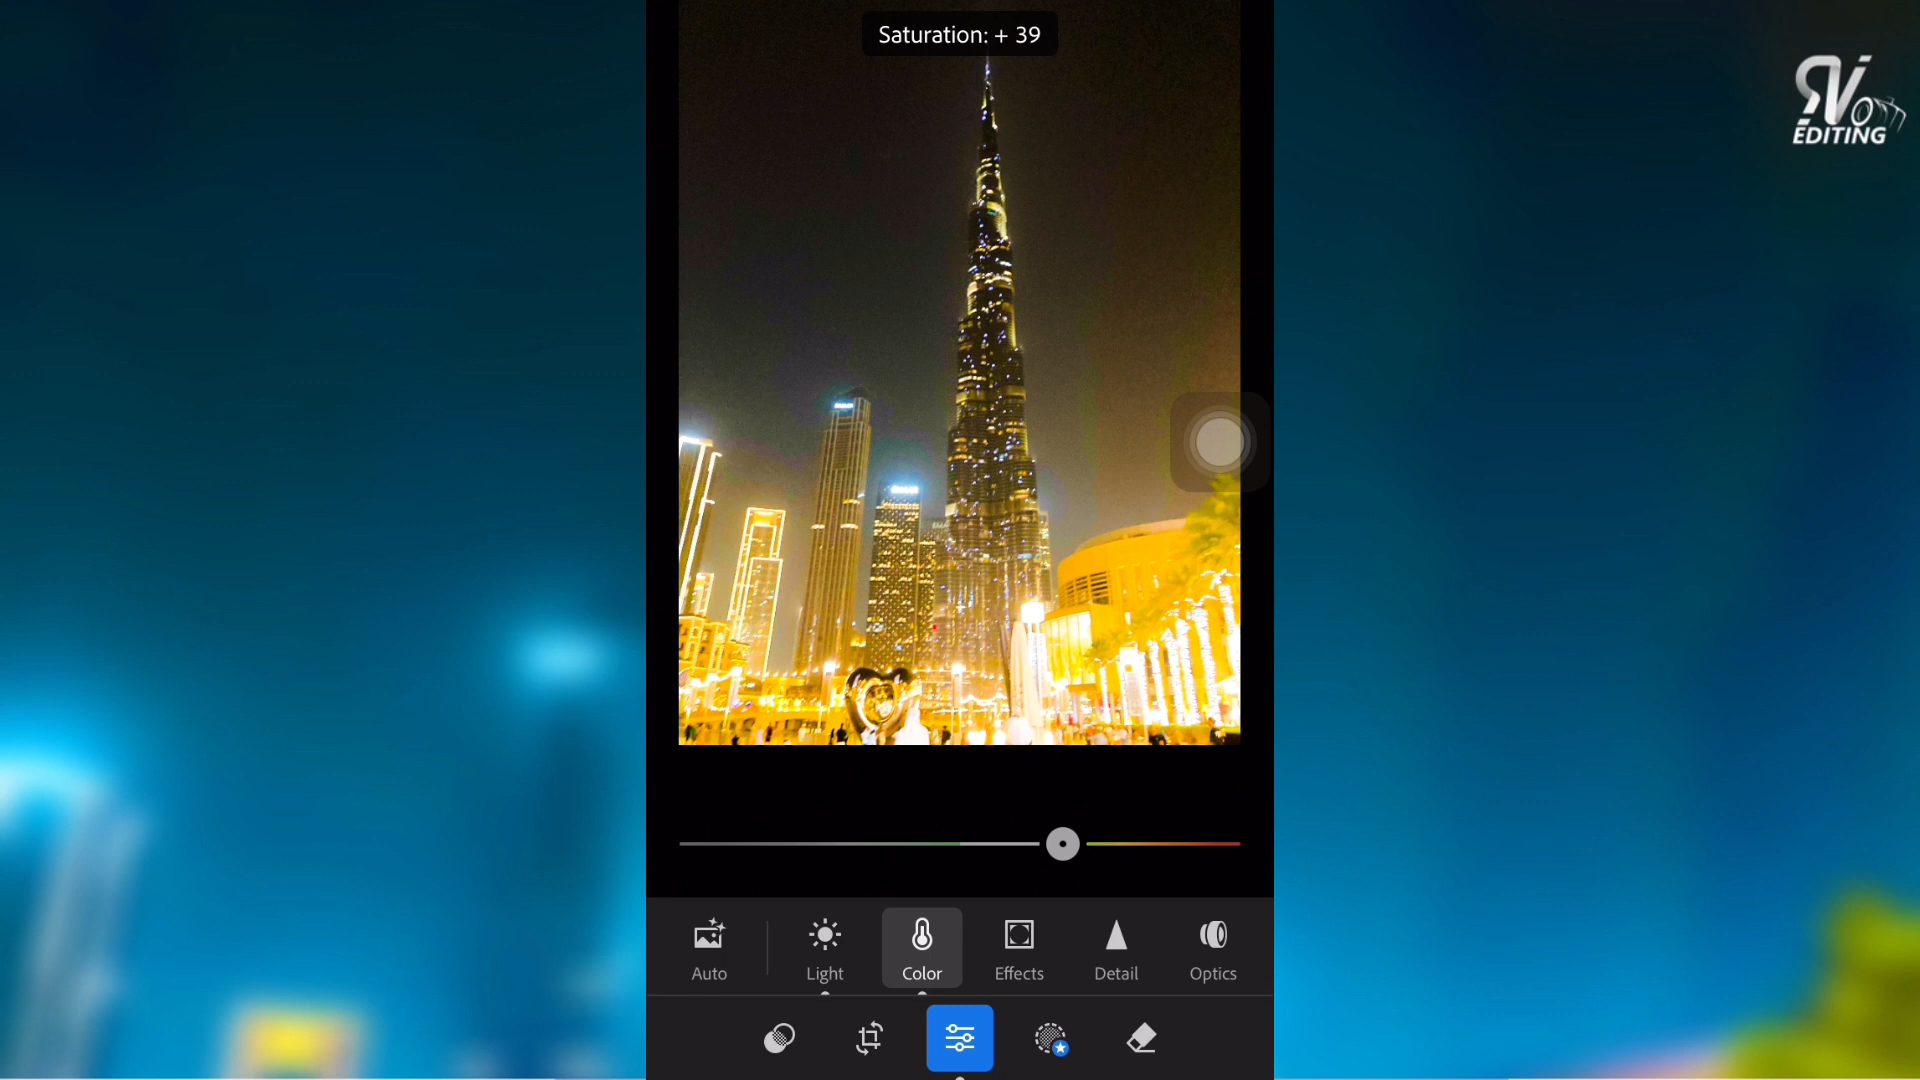 Saturation: + 39
EDITING
Auto
Light
Color
Effects
Detail
Optics